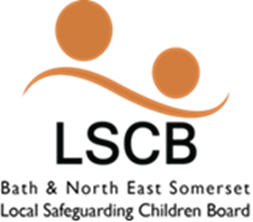 LSCB
Bath & North East Somerset
Local Safeguarding Children Board